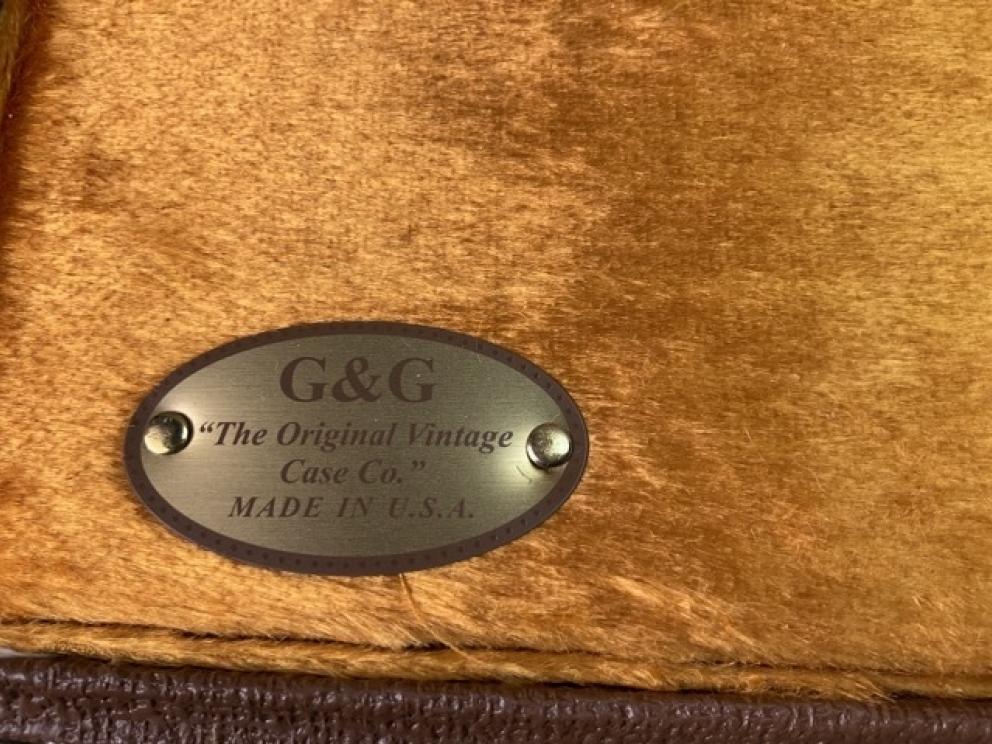 G&G
“The Original Vintage
Case Co.”
MADE IN U.S.A.